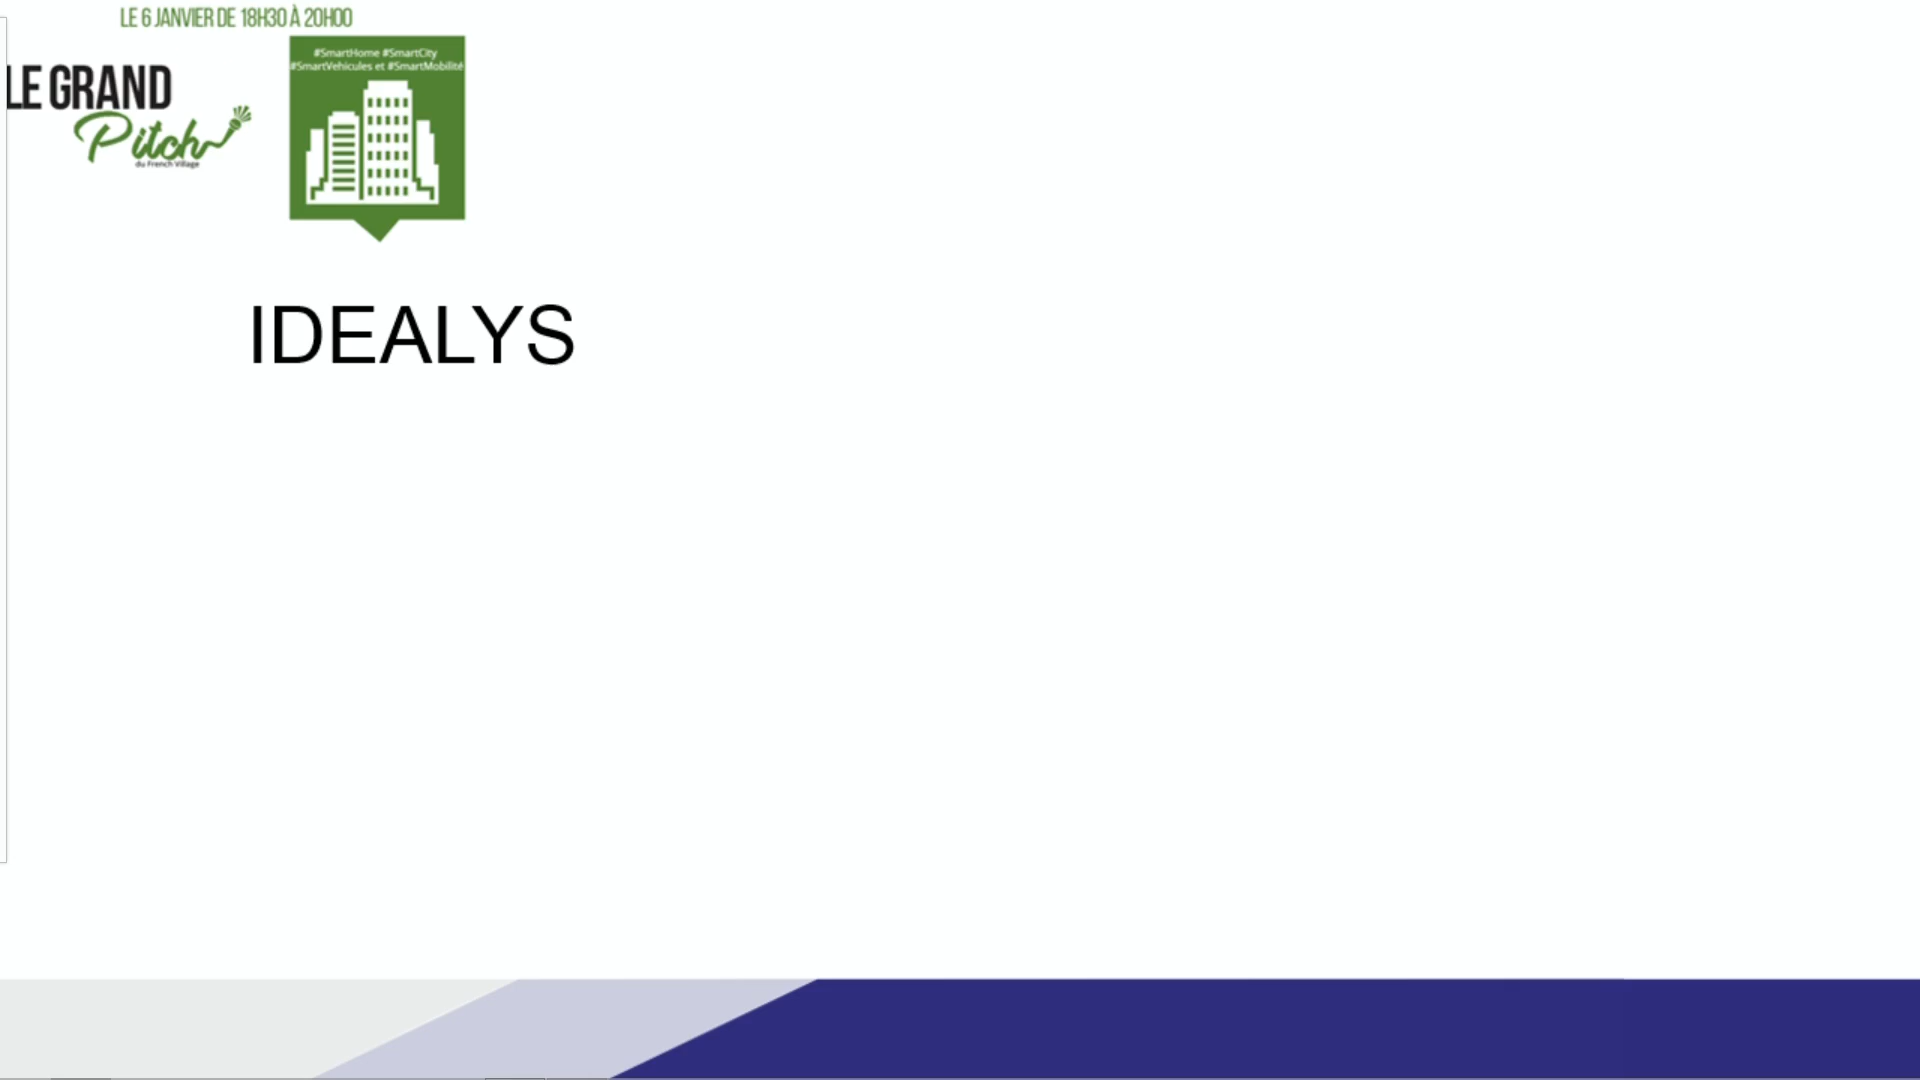 LE 6 JANVIER DE 18H30 À 20H00
#SmartHome #SmartCity
#SmartVehicules et #SmartMobilité
LE GRAND
Pitch
du French Village
IDEALYS